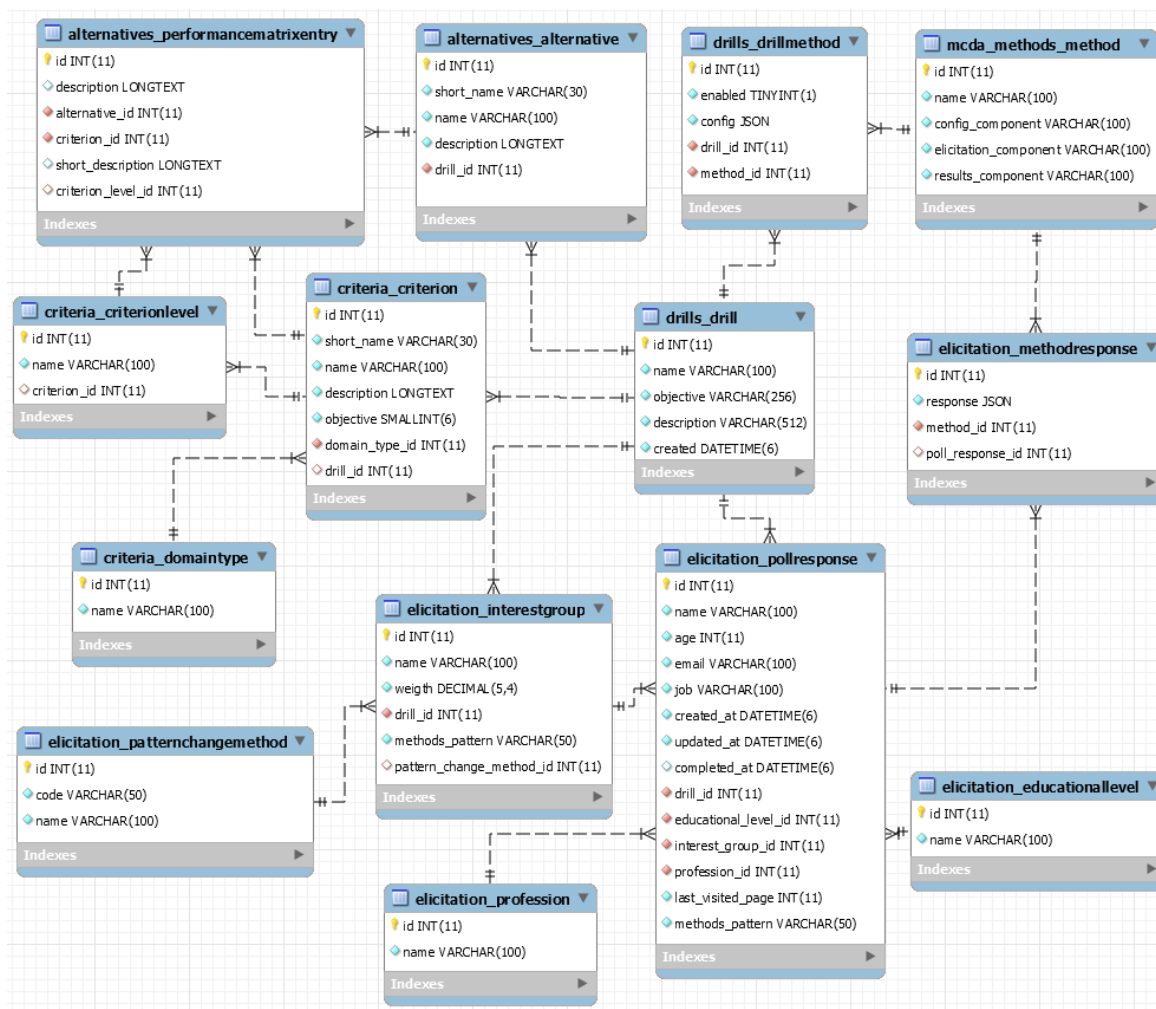 alternatives_performancematrixentry
id INT(11)
description LONGTEXT
alternative_id INT(11)
criterion_id INT(11)
short_description LONGTEXT
criterion_level_id INT(11)
Indexes
alternatives_alternative
id INT(11)
short_name VARCHAR(30)
name VARCHAR(100)
description LONGTEXT
drill_id INT(11)
Indexes
drills_drillmethod
id INT(11)
enabled TINYINT(1)
config JSON
drill_id INT(11)
method_id INT(11)
Indexes
mcda_methods_method
id INT(11)
name VARCHAR(100)
config_component VARCHAR(100)
elicitation_component VARCHAR(100)
results_component VARCHAR(100)
Indexes
criteria_criterionlevel
id INT(11)
name VARCHAR(100)
criterion_id INT(11)
Indexes
criteria_criterion
id INT(11)
short_name VARCHAR(30)
name VARCHAR(100)
description LONGTEXT
objective SMALLINT(6)
domain_type_id INT(11)
drill_id INT(11)
Indexes
drills_drill
id INT(11)
name VARCHAR(100)
objective VARCHAR(256)
description VARCHAR(512)
created DATETIME(6)
Indexes
elicitation_methodresponse
id INT(11)
response JSON
method_id INT(11)
poll_response_id INT(11)
Indexes
criteria_domaintype
id INT(11)
name VARCHAR(100)
Indexes
elicitation_interestgroup
id INT(11)
name VARCHAR(100)
weigth DECIMAL(5,4)
drill_id INT(11)
methods_pattern VARCHAR(50)
pattern_change_method_id INT(11)
Indexes
elicitation_pollresponse
id INT(11)
name VARCHAR(100)
age INT(11)
email VARCHAR(100)
job VARCHAR(100)
created_at DATETIME(6)
updated_at DATETIME(6)
completed_at DATETIME(6)
drill_id INT(11)
educational_level_id INT(11)
interest_group_id INT(11)
profession_id INT(11)
last_visited_page INT(11)
methods_pattern VARCHAR(50)
Indexes
elicitation_patternchangemethod
id INT(11)
code VARCHAR(50)
name VARCHAR(100)
Indexes
elicitation_educationallevel
id INT(11)
name VARCHAR(100)
Indexes
elicitation_profession
id INT(11)
name VARCHAR(100)
Indexes